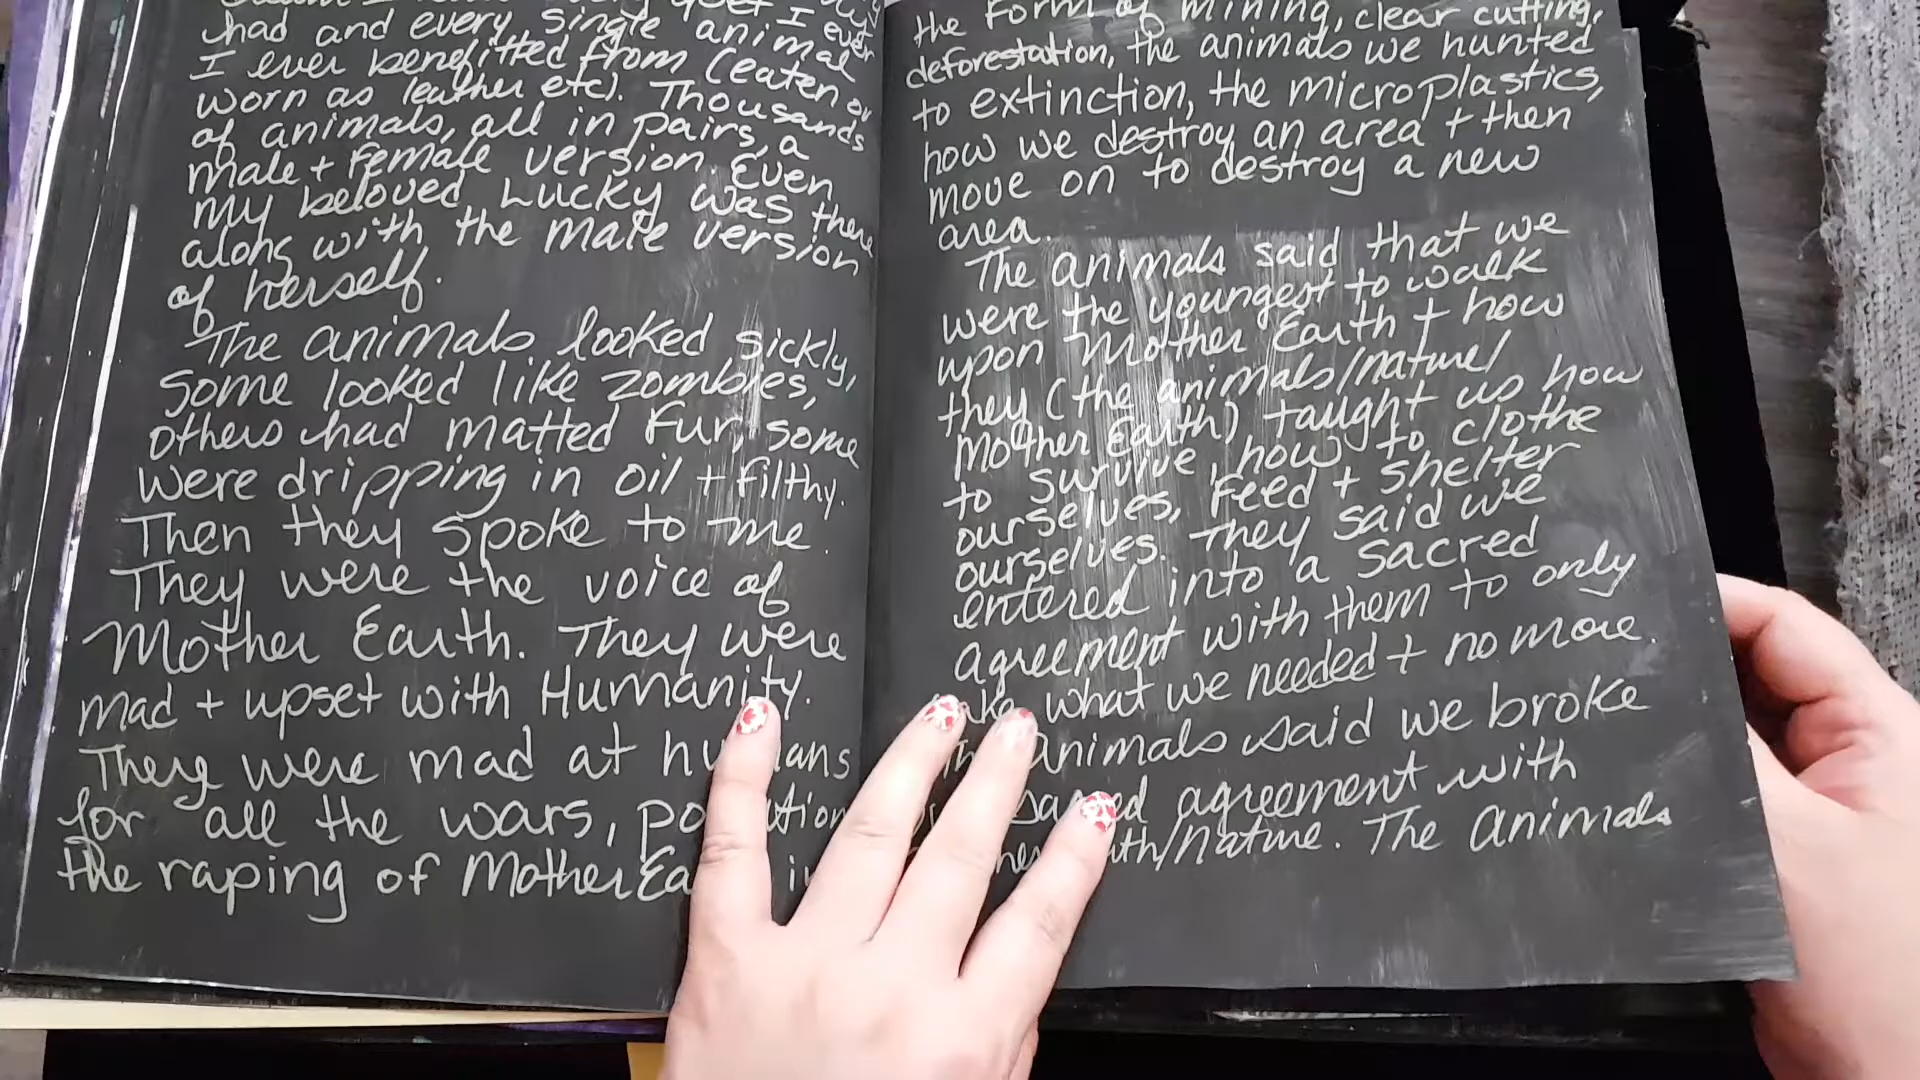 I ever
had and every single animal
I ever benefitted from (eaten or
worn as leather etc). Thousands
of animals, all in pairs, a
male + female version. Even
my beloved Lucky was there
along with the male version
of herself.
The animals looked sickly,
some looked like zombies,
others had matted fur, some
were dripping in oil + filthy.
Then they spoke to me.
They were the voice of
Mother Earth. They were
mad + upset with Humanity.
They were mad at humans
for all the wars, pollution
the raping of Mother Ea
the form of mining, clear cutting,
deforestation, the animals we hunted
to extinction, the microplastics,
how we destroy an area + then
move on to destroy a new
area.
The animals said that we
were the youngest to walk
upon Mother Earth + how
they (the animals/nature/
Mother Earth) taught us how
to survive, how to clothe
ourselves, feed + shelter
ourselves. They said we
entered into a sacred
agreement with them to only
take what we needed + no more.
animals said we broke
sacred agreement with
/nature. The animals